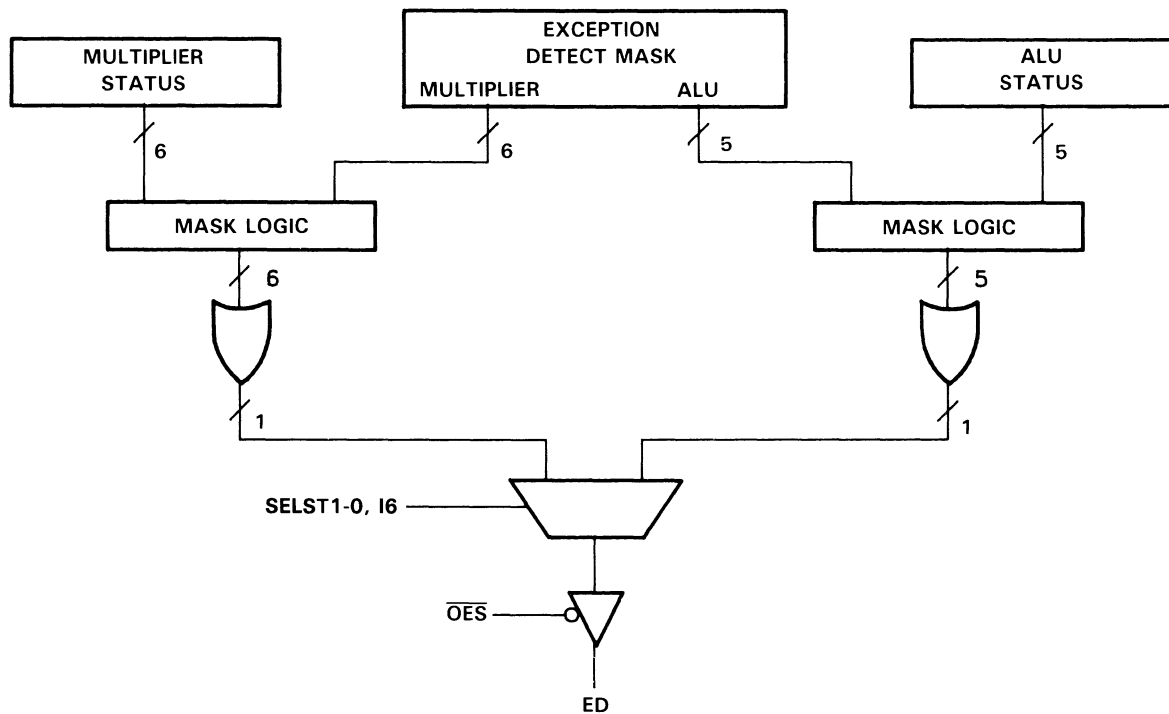 MULTIPLIER
STATUS
EXCEPTION
DETECT MASK
MULTIPLIER ALU
ALU
STATUS
6
6
5
5
MASK LOGIC
MASK LOGIC
6
5
1
1
SELST1-0, I6
OES
ED